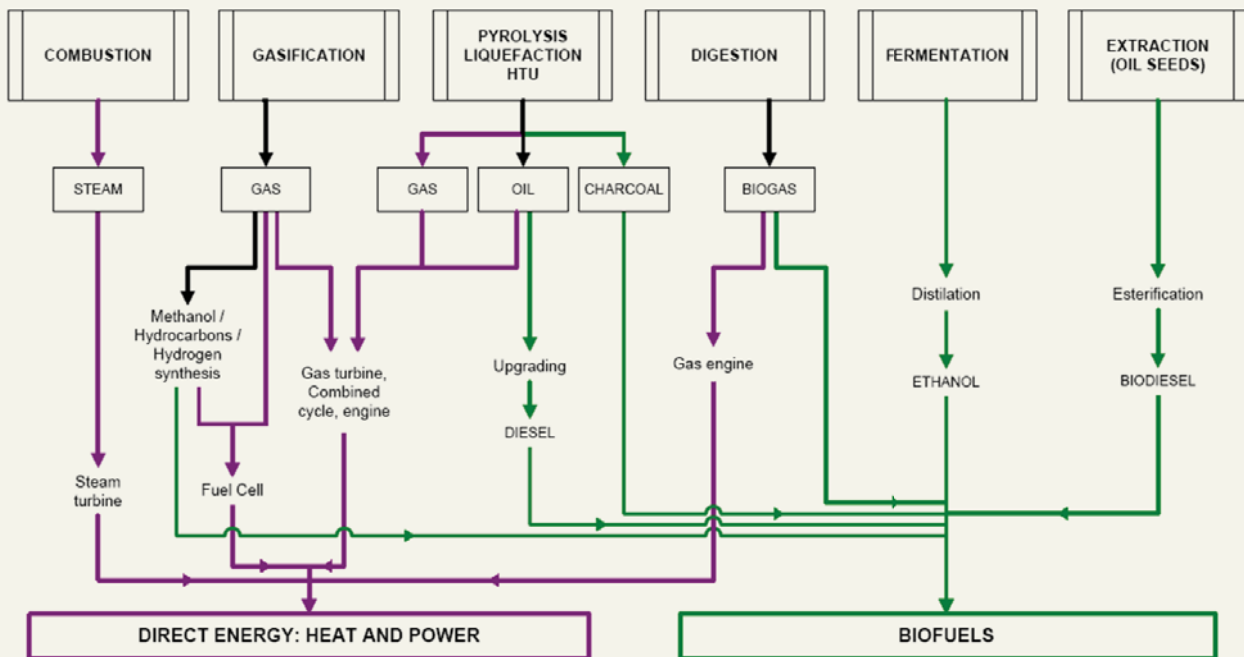 COMBUSTION
GASIFICATION
PYROLYSIS
LIQUEFACTION
HTU
DIGESTION
FERMENTATION
EXTRACTION
(OIL SEEDS)
STEAM
GAS
GAS
OIL
CHARCOAL
BIOGAS
Methanol /
Hydrocarbons /
Hydrogen
synthesis
Gas turbine,
Combined
cycle, engine
Upgrading
DIESEL
Gas engine
Distilation
ETHANOL
Esterification
BIODIESEL
Steam
turbine
Fuel Cell
DIRECT ENERGY: HEAT AND POWER
BIOFUELS